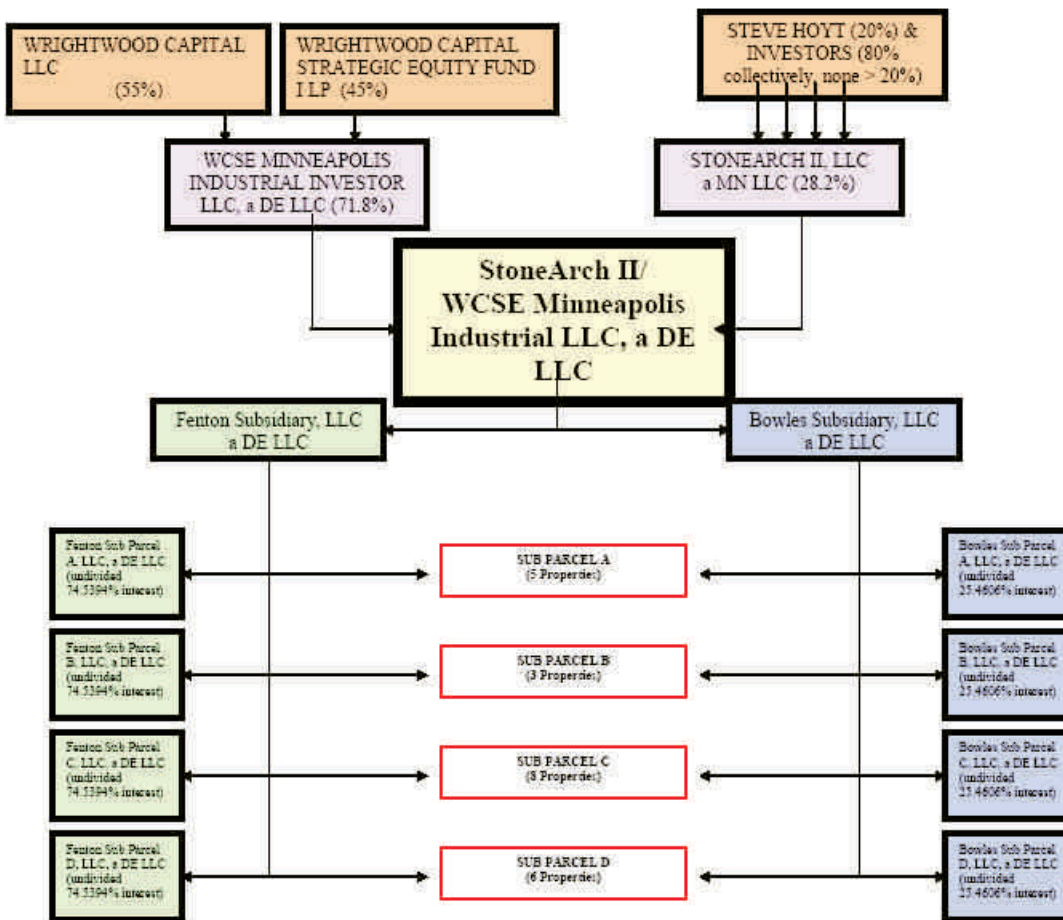 WRIGHTWOOD CAPITAL
LLC
(55%)
WRIGHTWOOD CAPITAL
STRATEGIC EQUITY FUND
I LP (45%)
STEVE HOYT (20%) &
INVESTORS (80%
collectively, none > 20%)
WCSE MINNEAPOLIS
INDUSTRIAL INVESTOR
LLC, a DE LLC (71.8%)
STONEARCH II, LLC
a MN LLC (28.2%)
StoneArch II/
WCSE Minneapolis
Industrial LLC, a DE
LLC
Fenton Subsidiary, LLC
a DE LLC
Bowles Subsidiary, LLC
a DE LLC
Fenton Sub Parcel
A, LLC, a DE LLC
(undivided
74.5394% interest)
SUB PARCEL A
(5 Properties)
Bowles Sub Parcel
A, LLC, a DE LLC
(undivided
25.4606% interest)
Fenton Sub Parcel
B, LLC, a DE LLC
(undivided
74.5394% interest)
SUB PARCEL B
(3 Properties)
Bowles Sub Parcel
B, LLC, a DE LLC
(undivided
25.4606% interest)
Fenton Sub Parcel
C, LLC, a DE LLC
(undivided
74.5394% interest)
SUB PARCEL C
(8 Properties)
Bowles Sub Parcel
C, LLC, a DE LLC
(undivided
25.4606% interest)
Fenton Sub Parcel
D, LLC, a DE LLC
(undivided
74.5394% interest)
SUB PARCEL D
(6 Properties)
Bowles Sub Parcel
D, LLC, a DE LLC
(undivided
25.4606% interest)